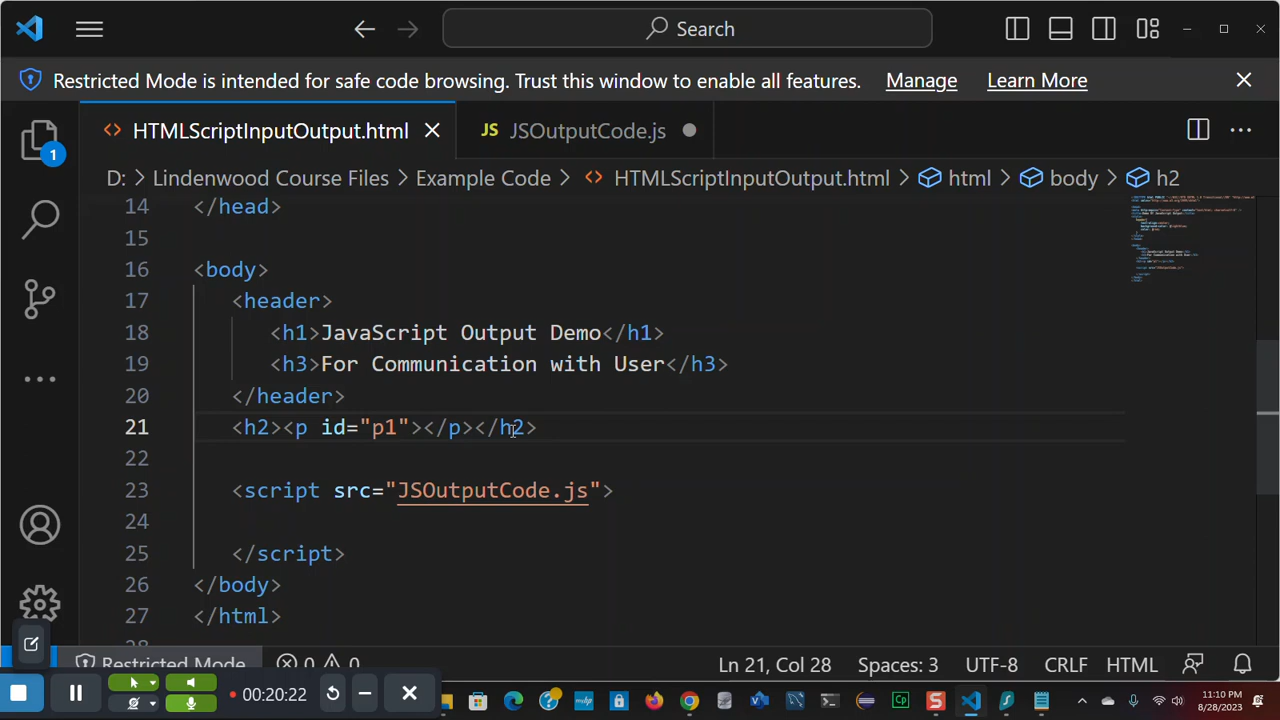 Search
Restricted Mode is intended for safe code browsing. Trust this window to enable all features. Manage Learn More
HTMLScriptInputOutput.html JS JSOutputCode.js
D: > Lindenwood Course Files > Example Code > HTMLScriptInputOutput.html > html > body > h2
1
14 </head>
15
16 <body>
17 <header>
18 <h1>JavaScript Output Demo</h1>
19 <h3>For Communication with User</h3>
20 </header>
21 <h2><p id="p1"></p></h2>
22
23 <script src="JSOutputCode.js">
24
25 </script>
26 </body>
27 </html>
28
Restricted Mode 0 0 Ln 21, Col 28 Spaces: 3 UTF-8 CRLF HTML
00:20:22
11:10 PM
8/28/2023